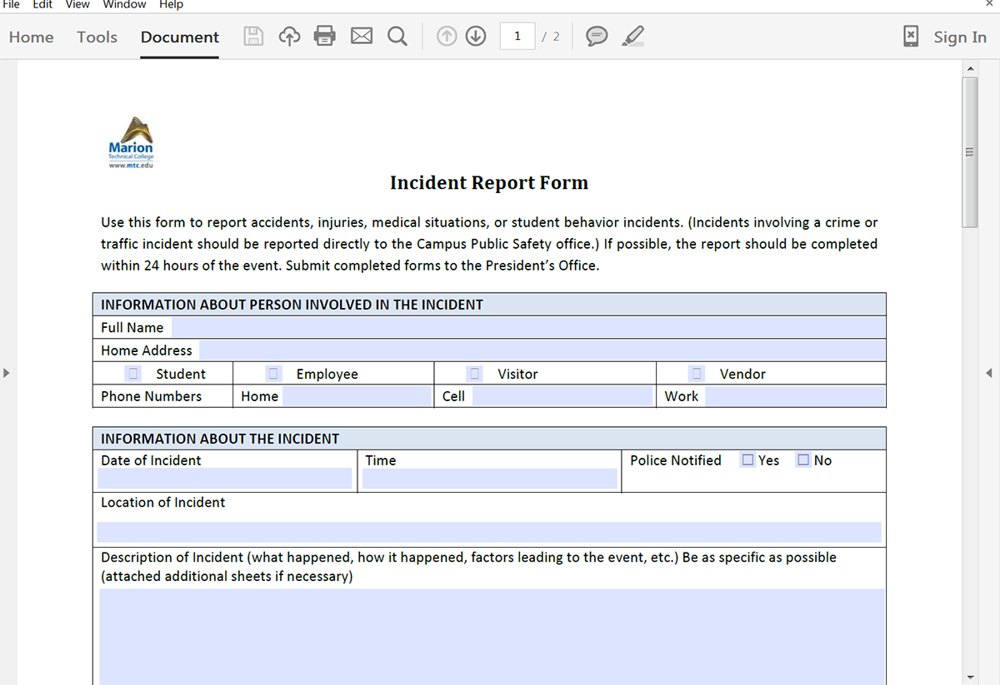 File Edit View Window Help
Home Tools Document 1 / 2 Sign In
Marion
Technical College
www.mtc.edu
Incident Report Form
Use this form to report accidents, injuries, medical situations, or student behavior incidents. (Incidents involving a crime or
traffic incident should be reported directly to the Campus Public Safety office.) If possible, the report should be completed
within 24 hours of the event. Submit completed forms to the President’s Office.
INFORMATION ABOUT PERSON INVOLVED IN THE INCIDENT
Full Name
Home Address
Student Employee Visitor Vendor
Phone Numbers Home Cell Work
INFORMATION ABOUT THE INCIDENT
Date of Incident Time Police Notified Yes No
Location of Incident
Description of Incident (what happened, how it happened, factors leading to the event, etc.) Be as specific as possible
(attached additional sheets if necessary)